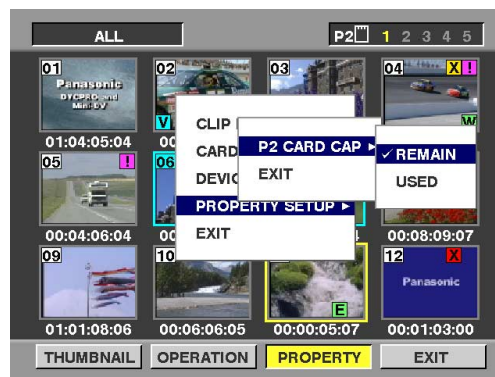 ALL
P2 1 2 3 4 5
01
Panasonic
DVCPRO and
Mini-DV
01:04:05:04
02
V
00
03
04 X !
W
CLIP
CARD
DEVIC
PROPERTY SETUP ▶
EXIT
P2 CARD CAP ▶
EXIT
✓ REMAIN
USED
05 !
00:04:06:04
06
00
00:08:09:07
09
01:01:08:06
10
00:06:06:05
E
00:00:05:07
12 X
Panasonic
00:01:03:00
THUMBNAIL
OPERATION
PROPERTY
EXIT